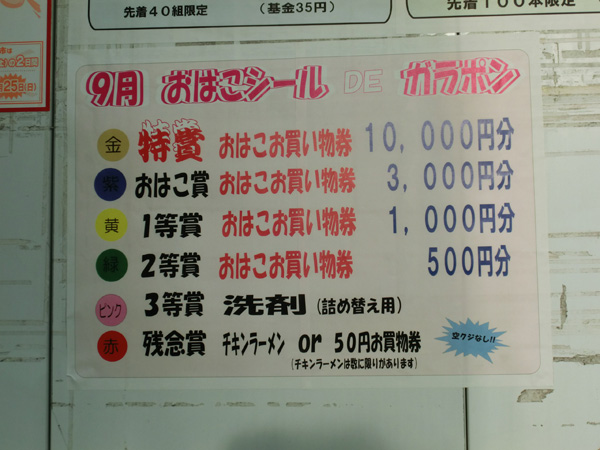 先着40組限定
(基金35円)
先着100本限定
め2日間
25日(日)
9月 おはこシール DE ガラポン
金 特賞 おはこお買い物券 10,000円分
紫 おはこ賞 おはこお買い物券 3,000円分
黄 1等賞 おはこお買い物券 1,000円分
緑 2等賞 おはこお買い物券 500円分
ピンク 3等賞 洗剤(詰め替え用)
赤 残念賞 チキンラーメン or 50円お買物券
(チキンラーメンは数に限りがあります)
空クジなし!!